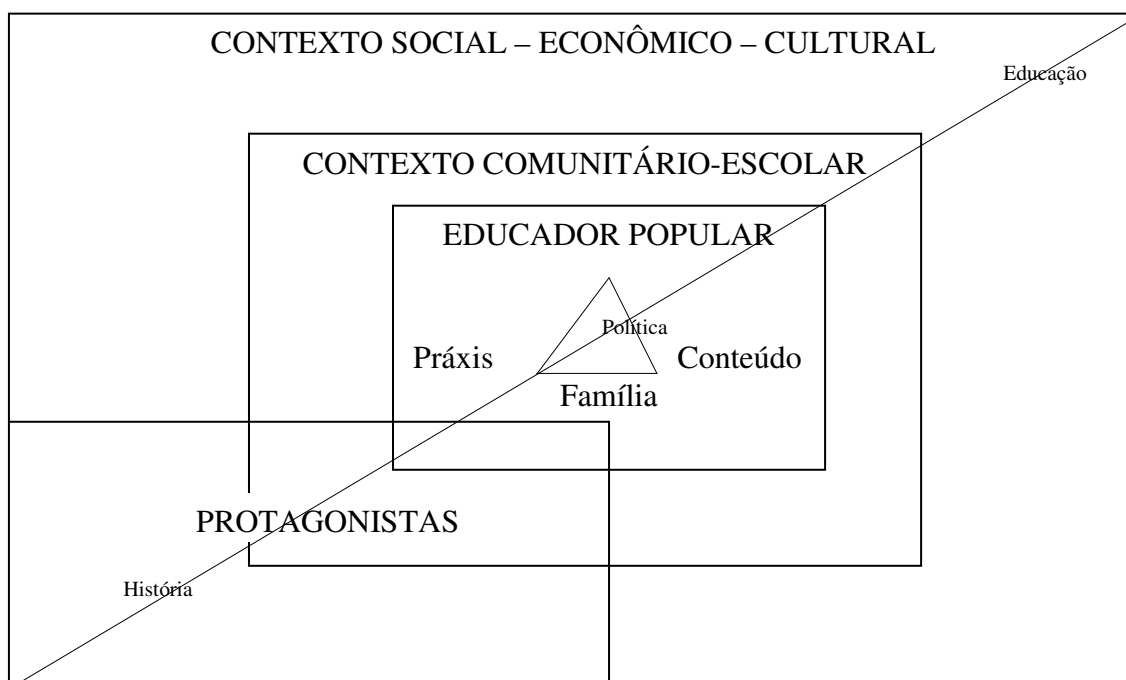 CONTEXTO SOCIAL – ECONÔMICO – CULTURAL
Educação
CONTEXTO COMUNITÁRIO-ESCOLAR
EDUCADOR POPULAR
Política
Práxis
Conteúdo
Família
PROTAGONISTAS
História